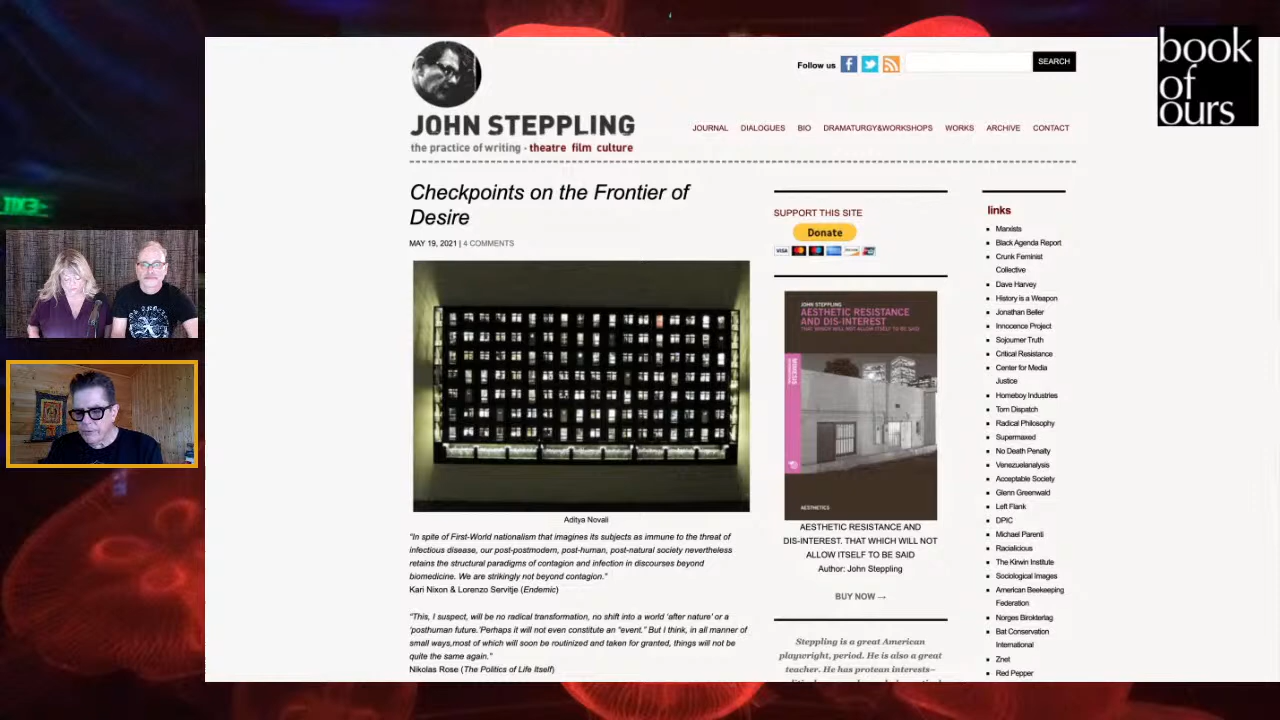 book
of
ours
Follow us
SEARCH
JOHN STEPPLING
the practice of writing - theatre film culture
JOURNAL DIALOGUES BIO DRAMATURGY&WORKSHOPS WORKS ARCHIVE CONTACT
Checkpoints on the Frontier of
Desire
MAY 19, 2021 | 4 COMMENTS
Aditya Novali
"In spite of First-World nationalism that imagines its subjects as immune to the threat of
infectious disease, our post-postmodern, post-human, post-natural society nevertheless
retains the structural paradigms of contagion and infection in discourses beyond
biomedicine. We are strikingly not beyond contagion."
Kari Nixon & Lorenzo Servitje (Endemic)
"This, I suspect, will be no radical transformation, no shift into a world 'after nature' or a
'posthuman future.'Perhaps it will not even constitute an "event." But I think, in all manner of
small ways,most of which will soon be routinized and taken for granted, things will not be
quite the same again."
Nikolas Rose (The Politics of Life Itself)
SUPPORT THIS SITE
Donate
VISA
JOHN STEPPLING
AESTHETIC RESISTANCE
AND DIS-INTEREST
THAT WHICH WILL NOT ALLOW ITSELF TO BE SAID
MIMESIS
AESTHETICS
AESTHETIC RESISTANCE AND
DIS-INTEREST. THAT WHICH WILL NOT
ALLOW ITSELF TO BE SAID
Author: John Steppling
BUY NOW →
Steppling is a great American
playwright, period. He is also a great
teacher. He has protean interests–
links
Marxists
Black Agenda Report
Crunk Feminist
Collective
Dave Harvey
History is a Weapon
Jonathan Beller
Innocence Project
Sojourner Truth
Critical Resistance
Center for Media
Justice
Homeboy Industries
Tom Dispatch
Radical Philosophy
Supermaxed
No Death Penalty
Venezuelanalysis
Acceptable Society
Glenn Greenwald
Left Flank
DPIC
Michael Parenti
Racialicious
The Kirwin Institute
Sociological Images
American Beekeeping
Federation
Norges Birøkterlag
Bat Conservation
International
Znet
Red Pepper